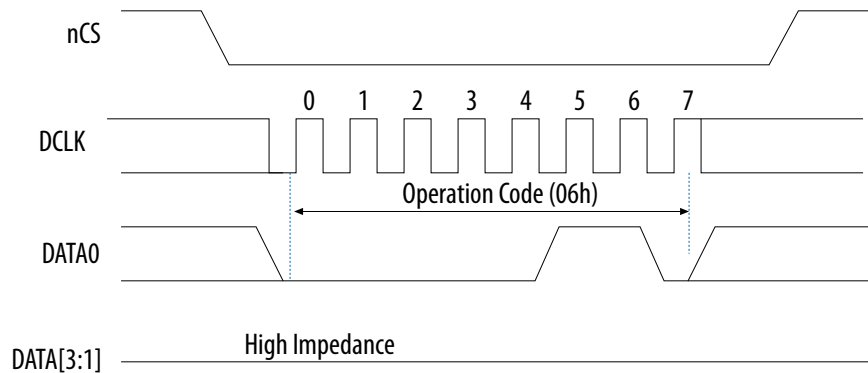 nCS
0 1 2 3 4 5 6 7
DCLK
Operation Code (06h)
DATA0
High Impedance
DATA[3:1]